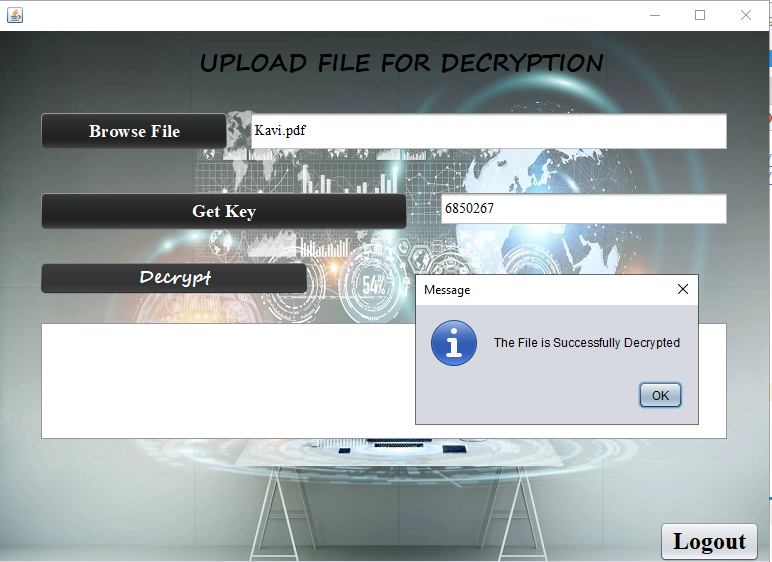 UPLOAD FILE FOR DECRYPTION
Browse File
Kavi.pdf
Get Key
6850267
Decrypt
54%
Message
The File is Successfully Decrypted
OK
Logout